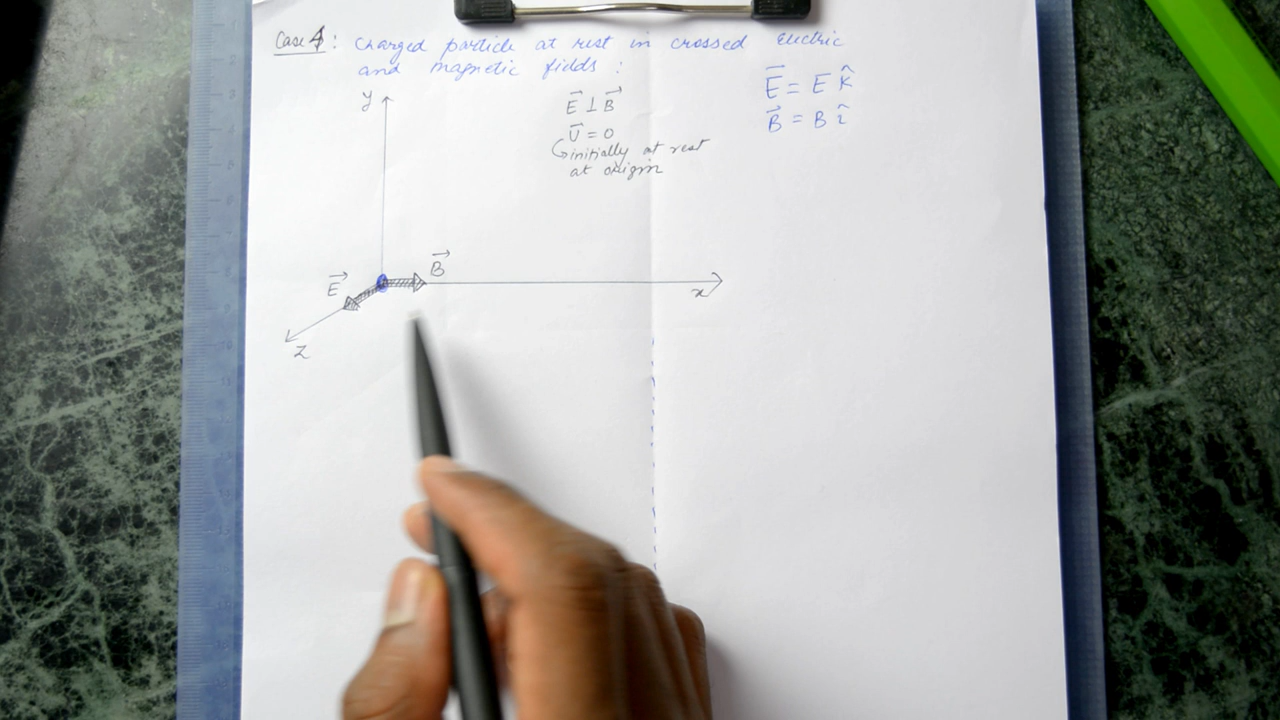 Case 4: Charged particle at rest in crossed Electric
and magnetic fields :
y
E⃗ ⊥ B⃗
U⃗ = 0
initially at rest
at origin
E⃗ = E k̂
B⃗ = B î
B⃗
E⃗
x
z